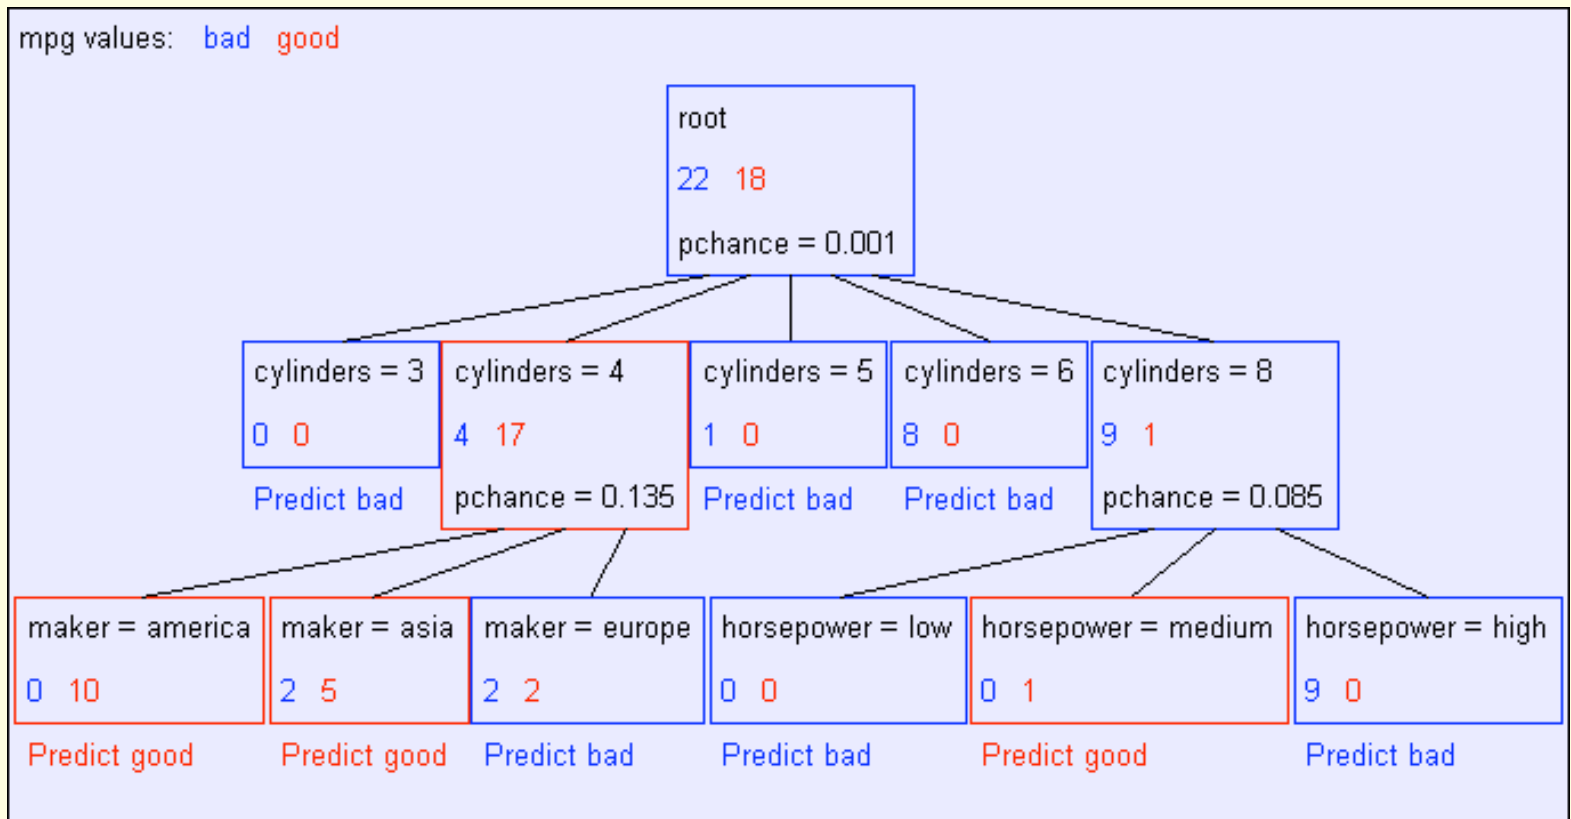 mpg values: bad good
root
22 18
pchance = 0.001
cylinders = 3
0 0
Predict bad
cylinders = 4
4 17
pchance = 0.135
cylinders = 5
1 0
Predict bad
cylinders = 6
8 0
Predict bad
cylinders = 8
9 1
pchance = 0.085
maker = america
0 10
Predict good
maker = asia
2 5
Predict good
maker = europe
2 2
Predict bad
horsepower = low
0 0
Predict bad
horsepower = medium
0 1
Predict good
horsepower = high
9 0
Predict bad